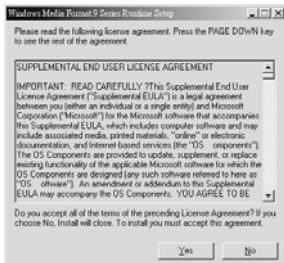 Windows Media Format 9 Series Runtime Setup
Please read the following license agreement. Press the PAGE DOWN key
to see the rest of the agreement.
SUPPLEMENTAL END USER LICENSE AGREEMENT
IMPORTANT: READ CAREFULLY ?This Supplemental End User
License Agreement ("Supplemental EULA") is a legal agreement
between you (either an individual or a single entity) and Microsoft
Corporation ("Microsoft") for the Microsoft software that accompanies
this Supplemental EULA, which includes computer software and may
include associated media, printed materials, "online" or electronic
documentation, and Internet-based services (the "OS omponents").
The OS Components are provided to update, supplement, or replace
existing functionality of the applicable Microsoft software for which the
OS Components are designed (any such software referred to here as
"OS oftware"). An amendment or addendum to this Supplemental
EULA may accompany the OS Components. YOU AGREE TO BE
Do you accept all of the terms of the preceding License Agreement? If you
choose No, Install will close. To install you must accept this agreement.
Yes
No